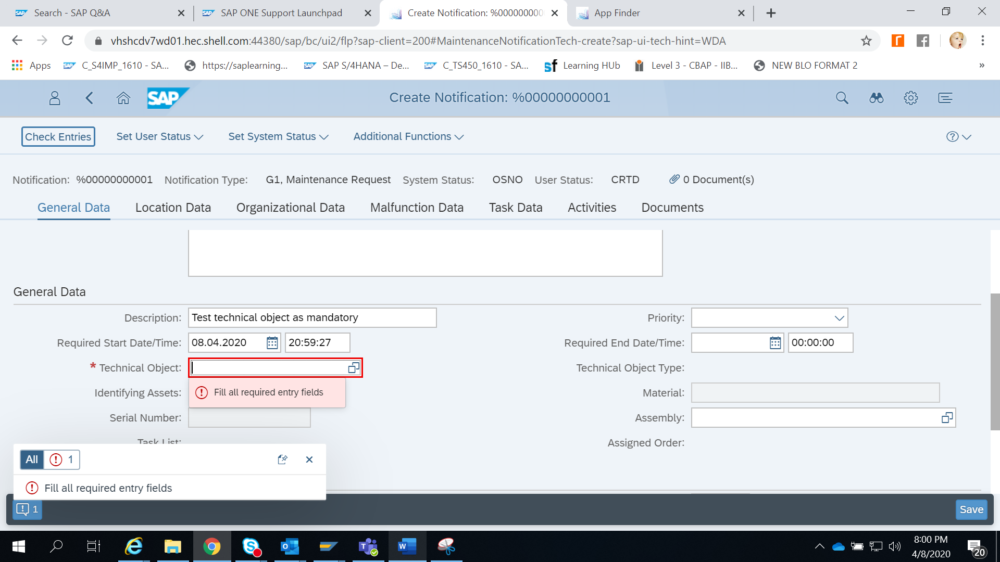 Search - SAP Q&A
SAP ONE Support Launchpad
Create Notification: %000000000
App Finder
vhshcdv7wd01.hec.shell.com:44380/sap/bc/ui2/flp?sap-client=200#MaintenanceNotificationTech-create?sap-ui-tech-hint=WDA
Apps
C_S4IMP_1610 - SA...
https://saplearning...
SAP S/4HANA – De...
C_TS450_1610 - SA...
Learning HUb
Level 3 - CBAP - IIB...
NEW BLO FORMAT 2
»
SAP
Create Notification: %00000000001
Check Entries
Set User Status
Set System Status
Additional Functions
Notification: %00000000001 Notification Type: G1, Maintenance Request System Status: OSNO User Status: CRTD 0 Document(s)
General Data
Location Data
Organizational Data
Malfunction Data
Task Data
Activities
Documents
General Data
Description: Test technical object as mandatory
Priority:
Required Start Date/Time: 08.04.2020 20:59:27
Required End Date/Time: 00:00:00
* Technical Object:
Technical Object Type:
Fill all required entry fields
Identifying Assets:
Material:
Serial Number:
Assembly:
Task List:
Assigned Order:
All 1
Fill all required entry fields
1
Save
8:00 PM
4/8/2020
20